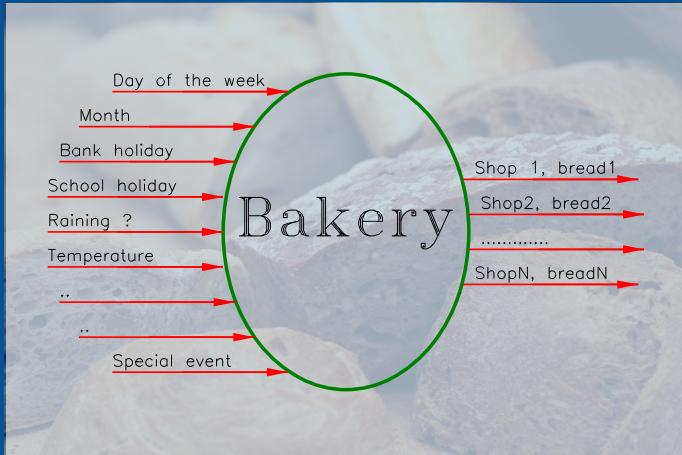 Day of the week
Month
Bank holiday
School holiday
Raining ?
Temperature
..
..
Special event
Bakery
Shop 1, bread1
Shop2, bread2
.............
ShopN, breadN